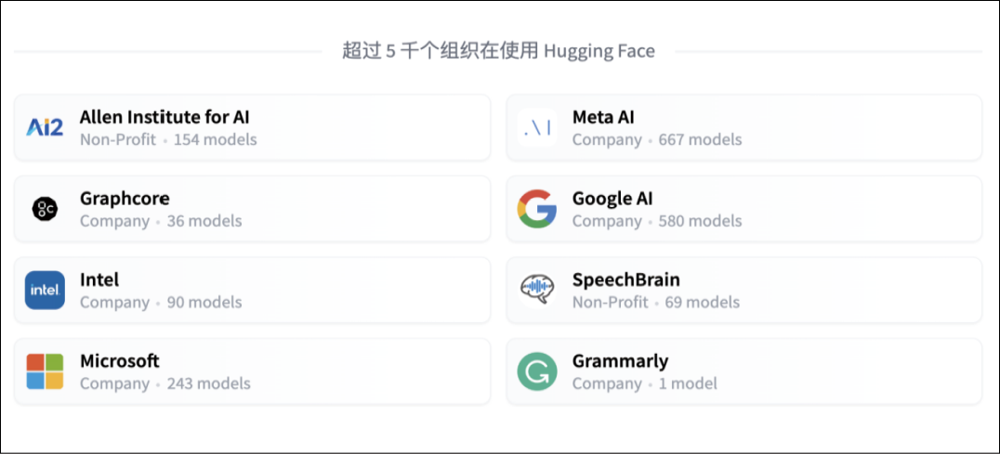 超过 5 千个组织在使用 Hugging Face
Ai2
Allen Institute for AI
Non-Profit • 154 models
.\ |
Meta AI
Company • 667 models
gc
Graphcore
Company • 36 models
G
Google AI
Company • 580 models
intel
Intel
Company • 90 models
SpeechBrain
Non-Profit • 69 models
Microsoft
Company • 243 models
G
Grammarly
Company • 1 model